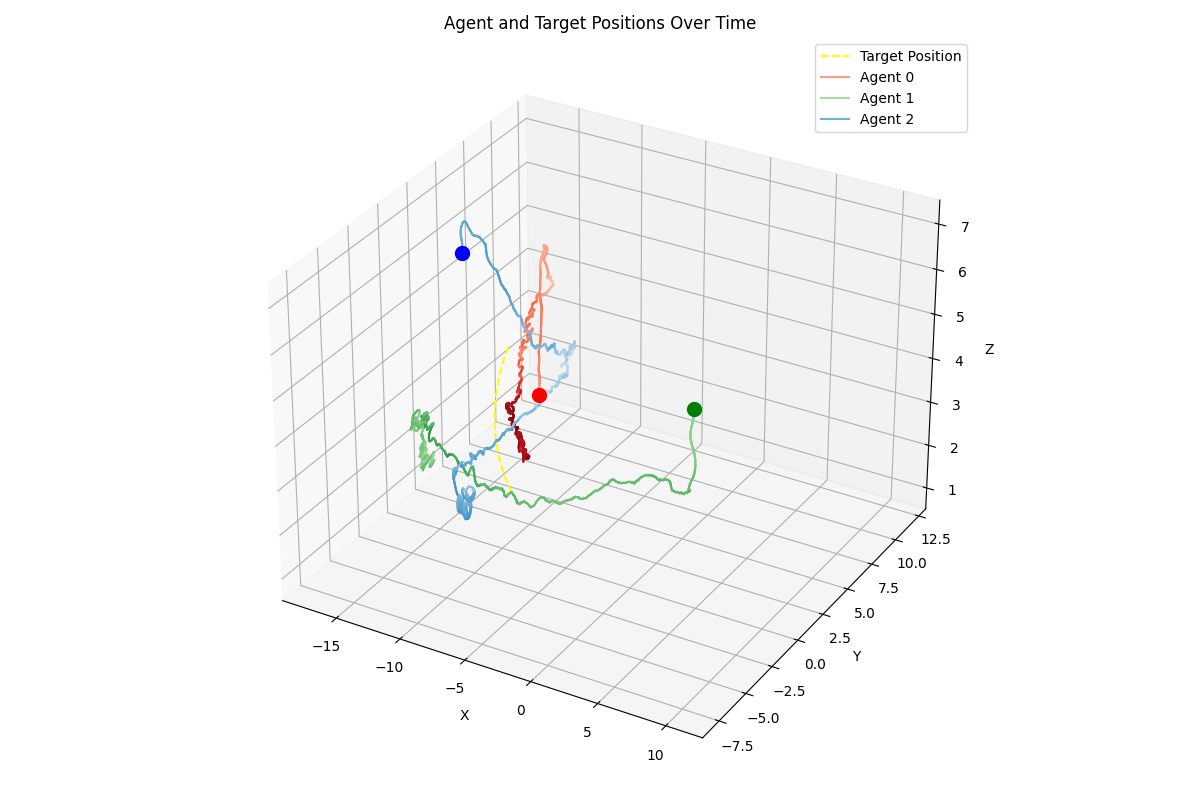 Agent and Target Positions Over Time
Target Position
Agent 0
Agent 1
Agent 2
7
6
5
4
3
2
1
Z
12.5
10.0
7.5
5.0
2.5
0.0
−2.5
−5.0
−7.5
Y
−15
−10
−5
0
5
10
X